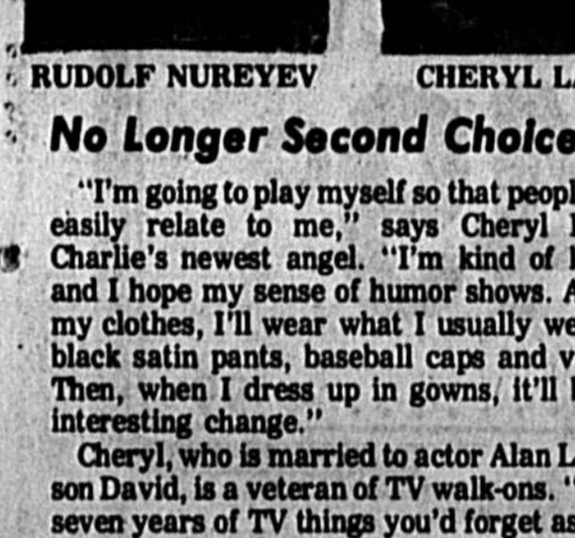 RUDOLF NUREYEV CHERYL L
No Longer Second Choice
"I'm going to play myself so that peopl
easily relate to me," says Cheryl
Charlie's newest angel. "I'm kind of
and I hope my sense of humor shows. A
my clothes, I'll wear what I usually we
black satin pants, baseball caps and v
Then, when I dress up in gowns, it'll
interesting change."
Cheryl, who is married to actor Alan L
son David, is a veteran of TV walk-ons. "
seven years of TV things you'd forget as